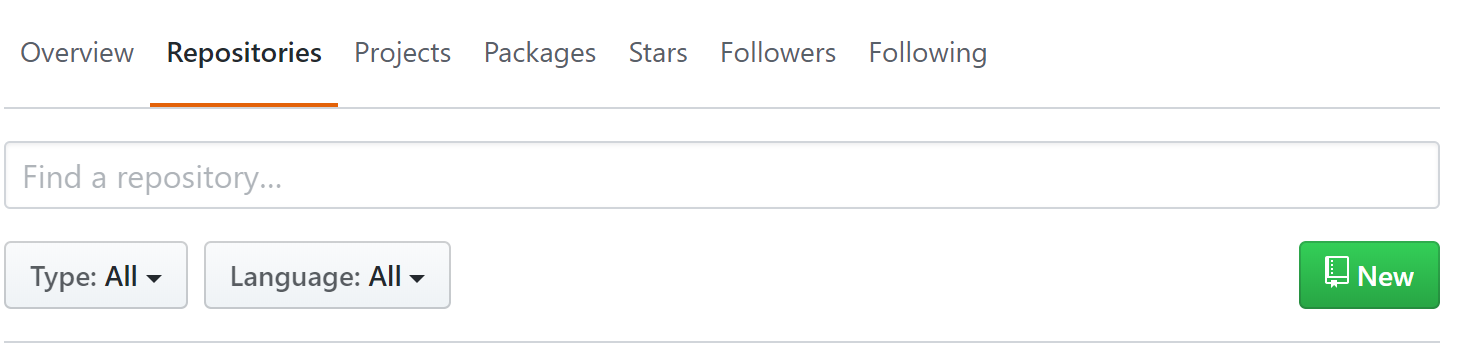 Overview Repositories Projects Packages Stars Followers Following
Find a repository...
Type: All Language: All New